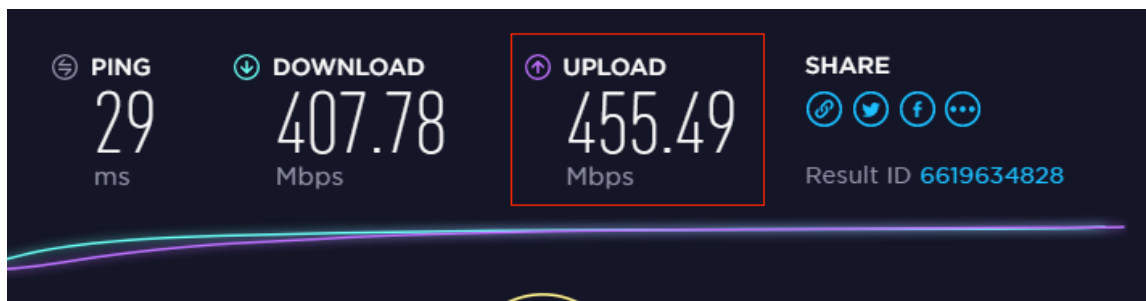 PING
29
ms
DOWNLOAD
407.78
Mbps
UPLOAD
455.49
Mbps
SHARE
Result ID 6619634828